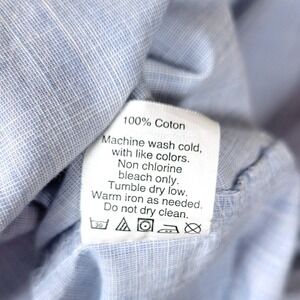 100% Coton
Machine wash cold,
with like colors.
Non chlorine
bleach only.
Tumble dry low.
Warm iron as needed.
Do not dry clean.